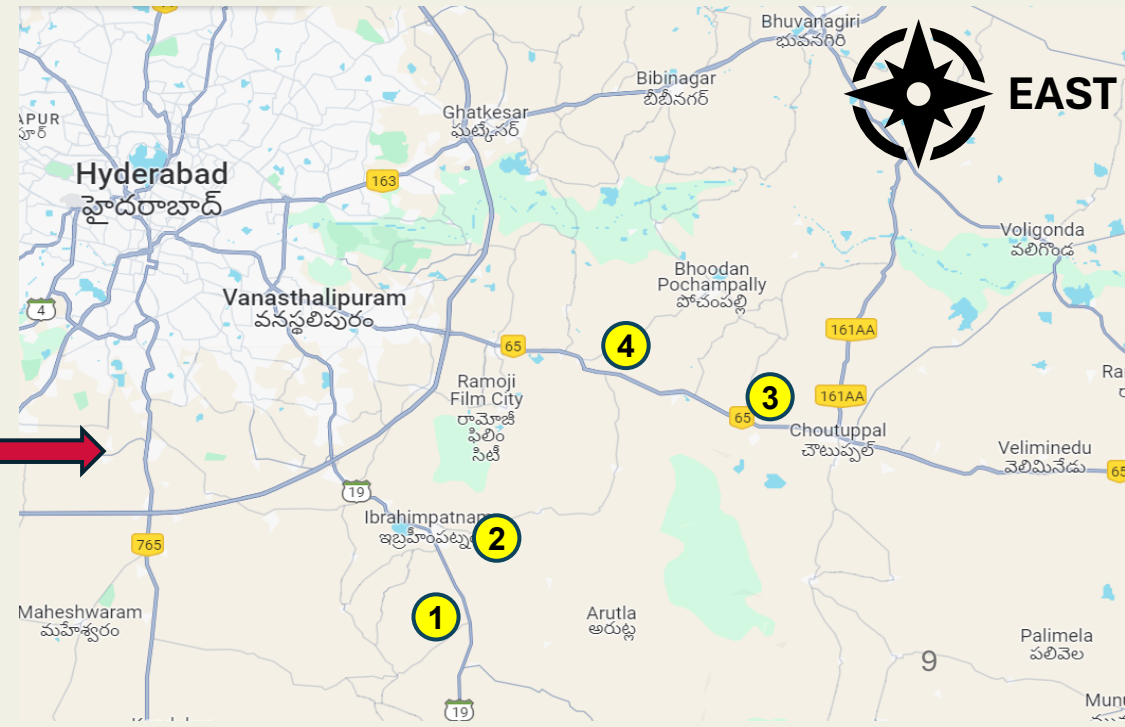 Bhuvanagiri
భువనగిరి
EAST
Bibinagar
బీబీనగర్
Ghatkesar
ఘట్కేసర్
Hyderabad
హైదరాబాద్
163
Voligonda
వలిగొండ
Bhoodan
Pochampally
పోచంపల్లి
Vanasthalipuram
వనస్థలిపురం
4
65
4
161AA
Ramoji
Film City
రామోజీ
ఫిలిం
సిటీ
3
161AA
65
Choutuppal
చౌటుప్పల్
Veliminedu
వెలిమినేడు
65
19
Ibrahimpatnam
2
765
1
Maheshwaram
మహేశ్వరం
Arutla
అరుట్ల
Palimela
పలివెల
9
19